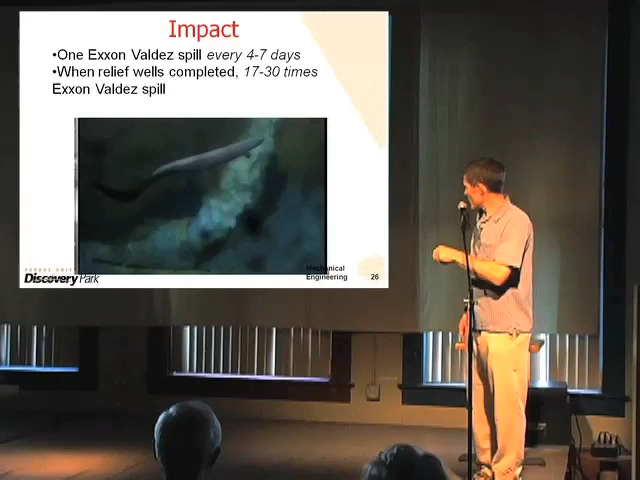 Impact
•One Exxon Valdez spill every 4-7 days
•When relief wells completed, 17-30 times
Exxon Valdez spill
Mechanical
Engineering
26
Discovery Park